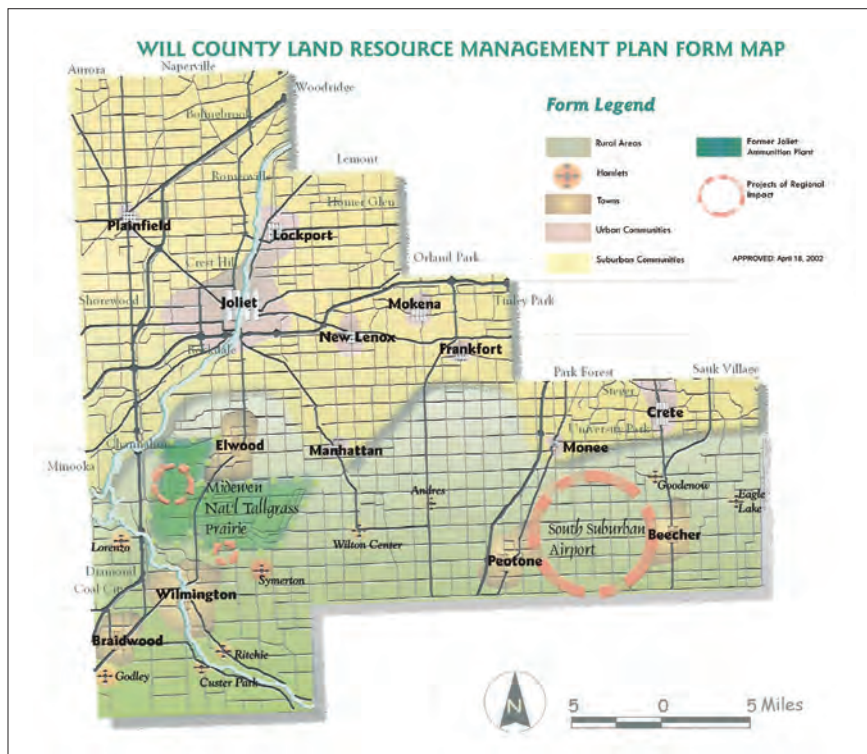 WILL COUNTY LAND RESOURCE MANAGEMENT PLAN FORM MAP
Aurora
Naperville
Woodridge
Bolingbrook
Romeoville
Lemont
Homer Glen
Plainfield
Lockport
Crest Hill
Orland Park
Shorewood
Joliet
Mokena
Tinley Park
New Lenox
Rockdale
Frankfort
Park Forest
Sauk Village
Steger
Crete
University Park
Channahon
Elwood
Manhattan
Monee
Minooka
Midewen
Nat'l Tallgrass
Prairie
Andres
Goodenow
Eagle
Lake
Lorenzo
Wilton Center
South Suburban
Airport
Beecher
Peotone
Diamond
Coal City
Symerton
Wilmington
Braidwood
Ritchie
Godley
Custer Park
Form Legend
Rural Areas
Hamlets
Towns
Urban Communities
Suburban Communities
Former Joliet
Ammunition Plant
Projects of Regional
Impact
APPROVED: April 18, 2002
N
5 0 5 Miles